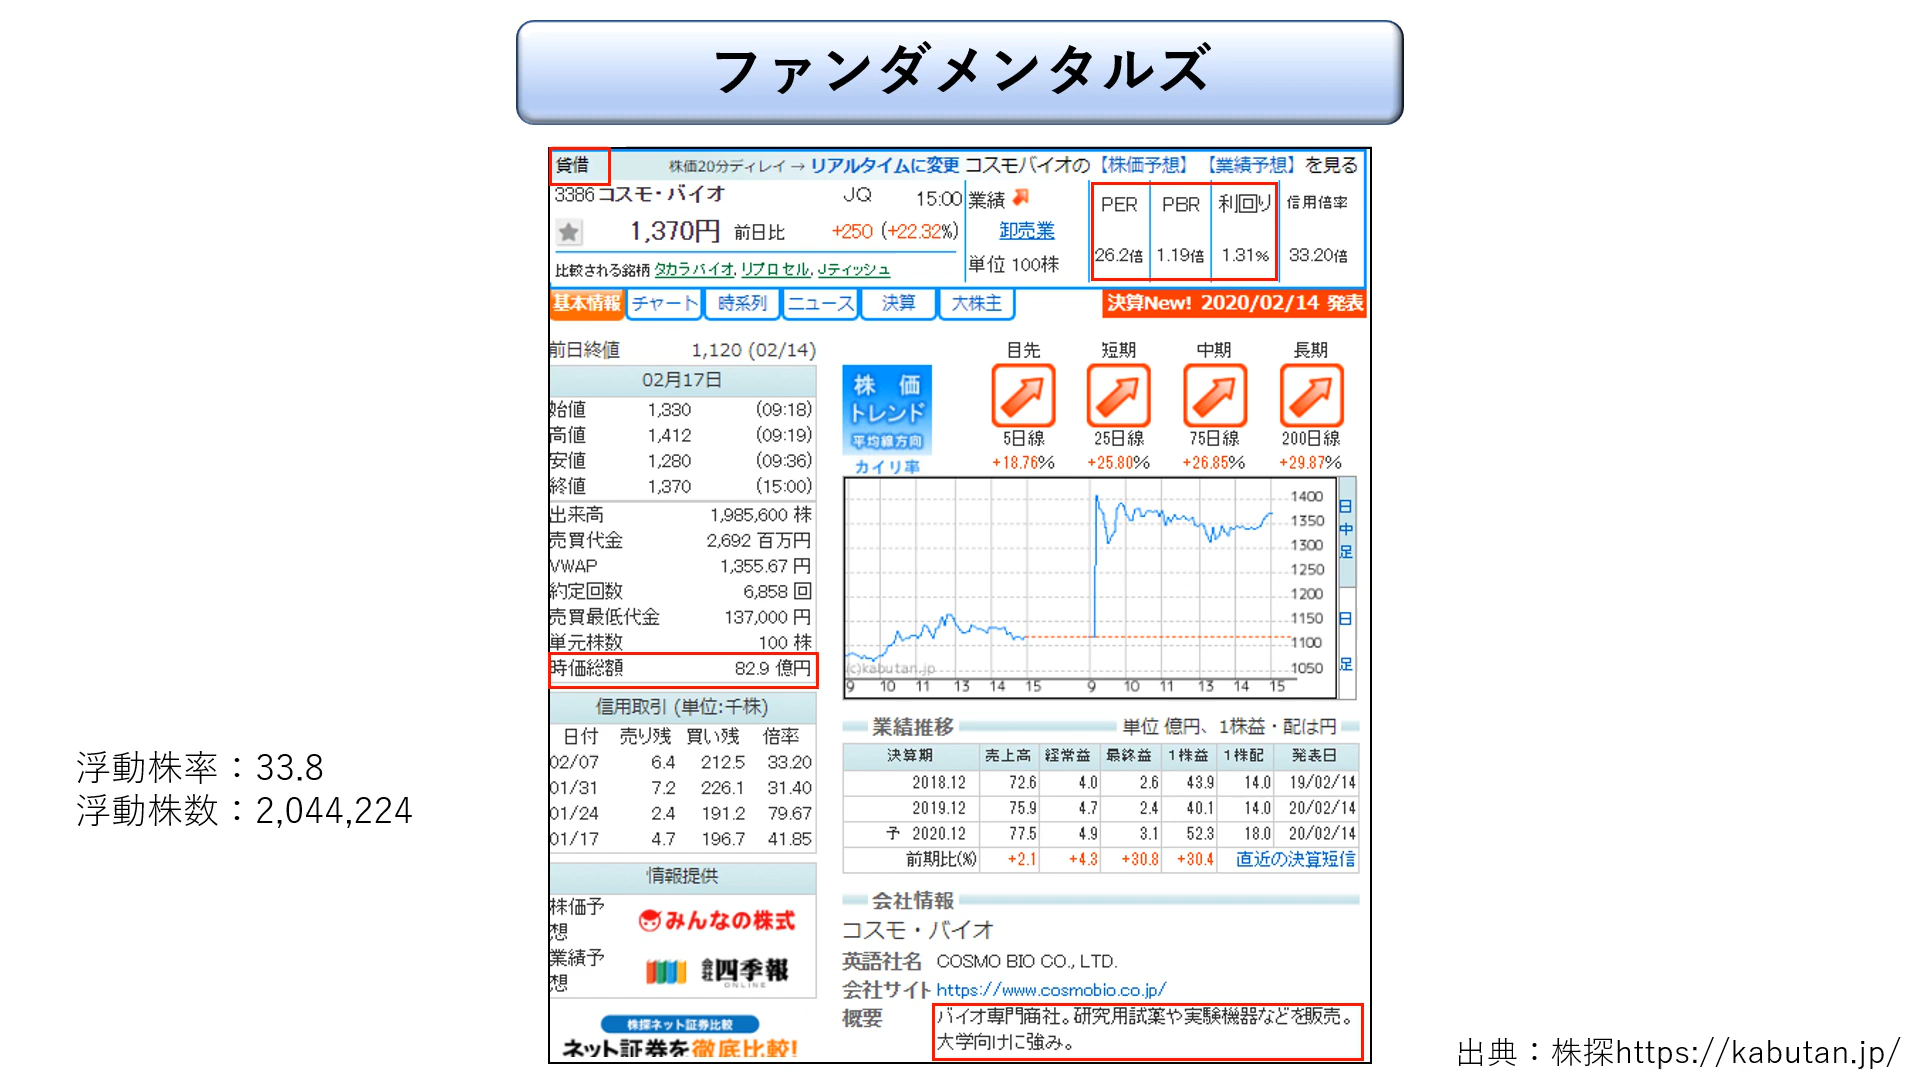 ファンダメンタルズ
貸借
株価20分ディレイ → リアルタイムに変更
コスモバイオの【株価予想】【業績予想】を見る
3386 コスモ・バイオ JQ 15:00
1,370円 前日比 +250 (+22.32%)
比較される銘柄 タカラバイオ, リプロセル, Jティッシュ
業績
卸売業
単位 100株
PER PBR 利回り 信用倍率
26.2倍 1.19倍 1.31% 33.20倍
基本情報 チャート 時系列 ニュース 決算 大株主
決算New! 2020/02/14 発表
前日終値 1,120 (02/14)
02月17日
始値 1,330 (09:18)
高値 1,412 (09:19)
安値 1,280 (09:36)
終値 1,370 (15:00)
出来高 1,985,600 株
売買代金 2,692 百万円
VWAP 1,355.67 円
約定回数 6,858 回
売買最低代金 137,000 円
単元株数 100 株
時価総額 82.9 億円
信用取引 (単位:千株)
日付 売り残 買い残 倍率
02/07 6.4 212.5 33.20
01/31 7.2 226.1 31.40
01/24 2.4 191.2 79.67
01/17 4.7 196.7 41.85
情報提供
株価予想
みんなの株式
業績予想
会社四季報
ONLINE
株探ネット証券比較
ネット証券を徹底比較!
株価
トレンド
平均線方向
カイリ率
目先 短期 中期 長期
5日線 25日線 75日線 200日線
+18.76% +25.80% +26.85% +29.87%
1400
1350
1300
1250
1200
1150
1100
1050
(c)kabutan.jp
9 10 11 13 14 15 9 10 11 13 14 15
日中足
日足
業績推移 単位 億円、1株益・配は円
決算期 売上高 経常益 最終益 1株益 1株配 発表日
2018.12 72.6 4.0 2.6 43.9 14.0 19/02/14
2019.12 75.9 4.7 2.4 40.1 14.0 20/02/14
予 2020.12 77.5 4.9 3.1 52.3 18.0 20/02/14
前期比(%) +2.1 +4.3 +30.8 +30.4 直近の決算短信
会社情報
コスモ・バイオ
英語社名 COSMO BIO CO., LTD.
会社サイト https://www.cosmobio.co.jp/
概要 バイオ専門商社。研究用試薬や実験機器などを販売。
大学向けに強み。
浮動株率：33.8
浮動株数：2,044,224
出典：株探https://kabutan.jp/